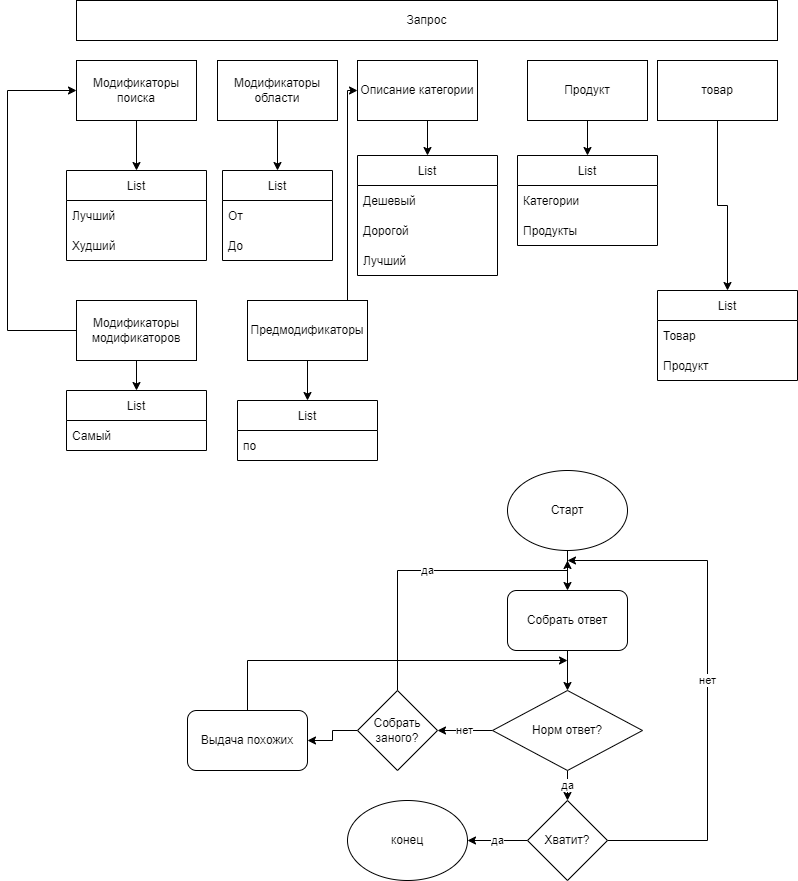 Запрос
Модификаторы
поиска
Модификаторы
области
Описание категории
Продукт
товар
List
Лучший
Худший
List
От
До
List
Дешевый
Дорогой
Лучший
List
Категории
Продукты
List
Товар
Продукт
Модификаторы
модификаторов
Предмодификаторы
List
Самый
List
по
Старт
да
Собрать ответ
нет
Собрать
заного?
нет
Норм ответ?
Выдача похожих
да
конец
да
Хватит?